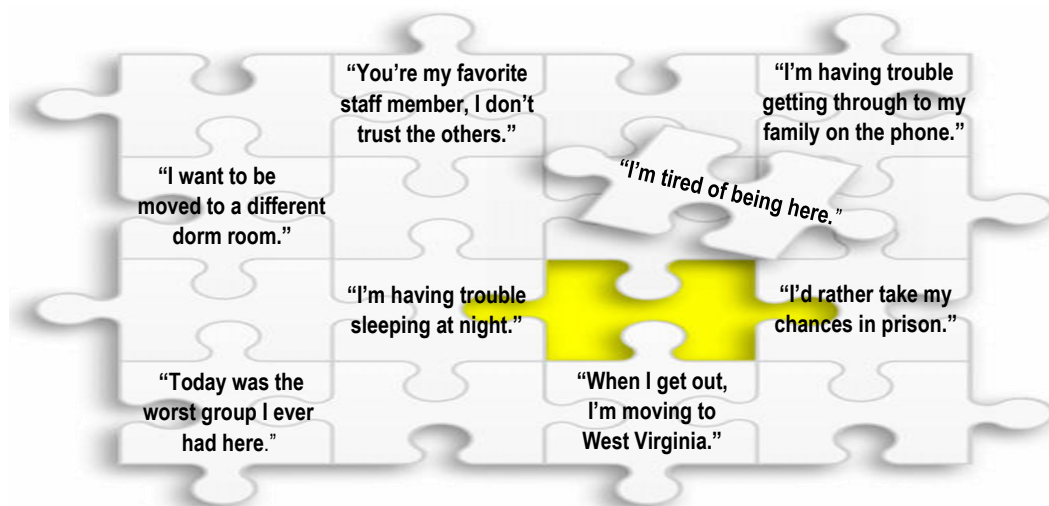 “You’re my favorite
staff member, I don’t
trust the others.”
“I’m having trouble
getting through to my
family on the phone.”
“I’m tired of being here.”
“I want to be
moved to a different
dorm room.”
“I’m having trouble
sleeping at night.”
“I’d rather take my
chances in prison.”
“Today was the
worst group I ever
had here.”
“When I get out,
I’m moving to
West Virginia.”